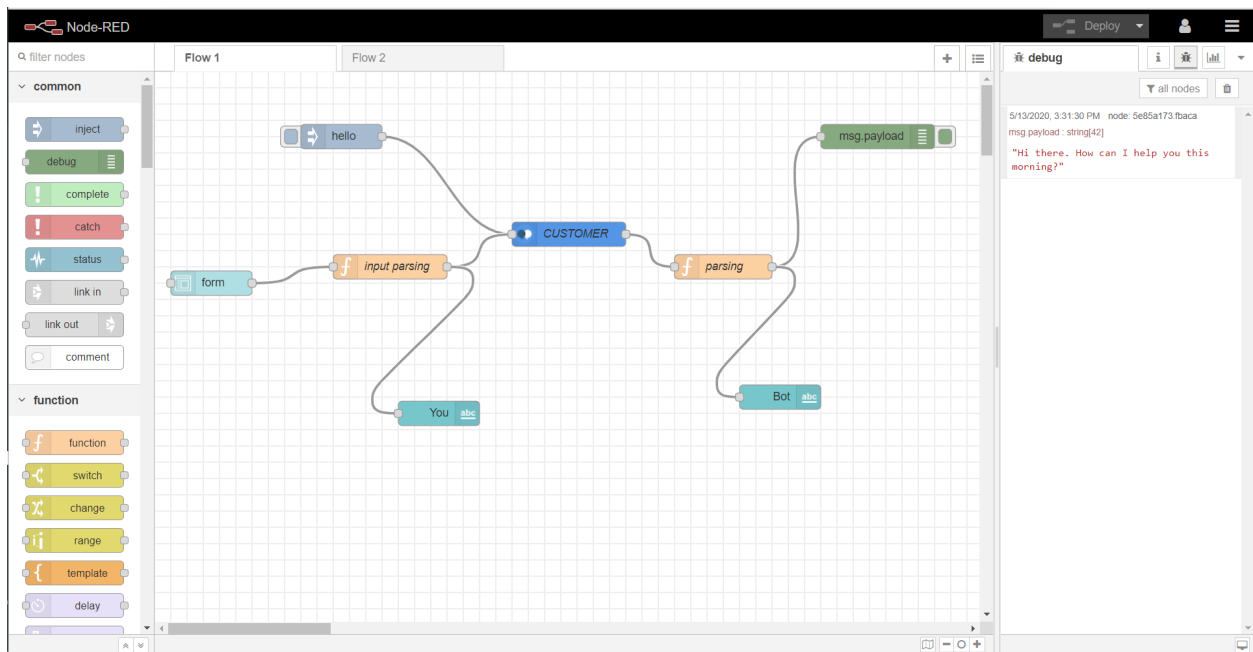 Node-RED
Deploy
filter nodes
Flow 1
Flow 2
debug
i
common
all nodes
inject
debug
complete
catch
status
link in
link out
comment
function
function
switch
change
range
template
delay
hello
msg.payload
CUSTOMER
input parsing
parsing
form
You
abc
Bot
abc
5/13/2020, 3:31:30 PM node: 5e85a173.fbaca
msg.payload : string[42]
"Hi there. How can I help you this
morning?"